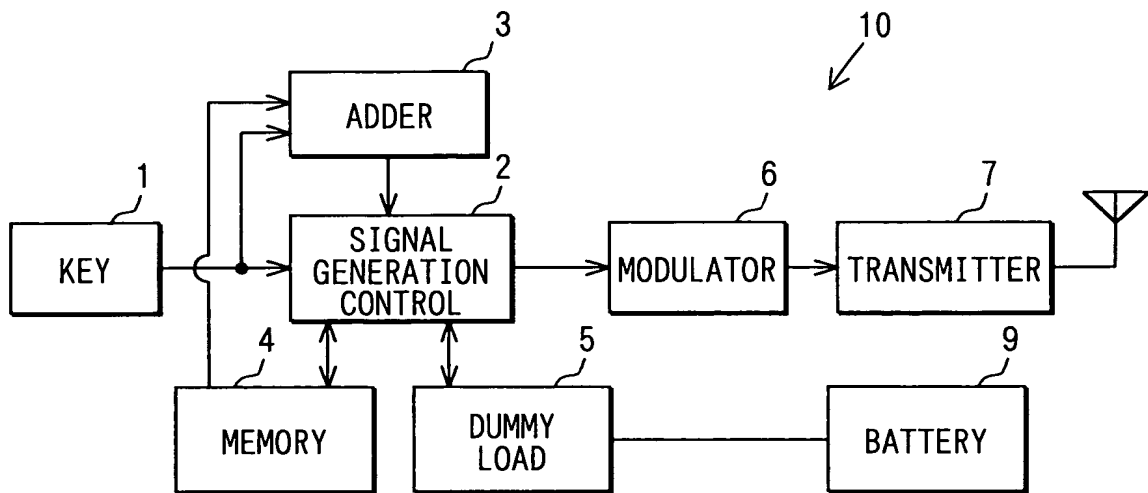 3
10
ADDER
1
2
6
7
KEY
SIGNAL
GENERATION
CONTROL
MODULATOR
TRANSMITTER
4
5
9
MEMORY
DUMMY
LOAD
BATTERY